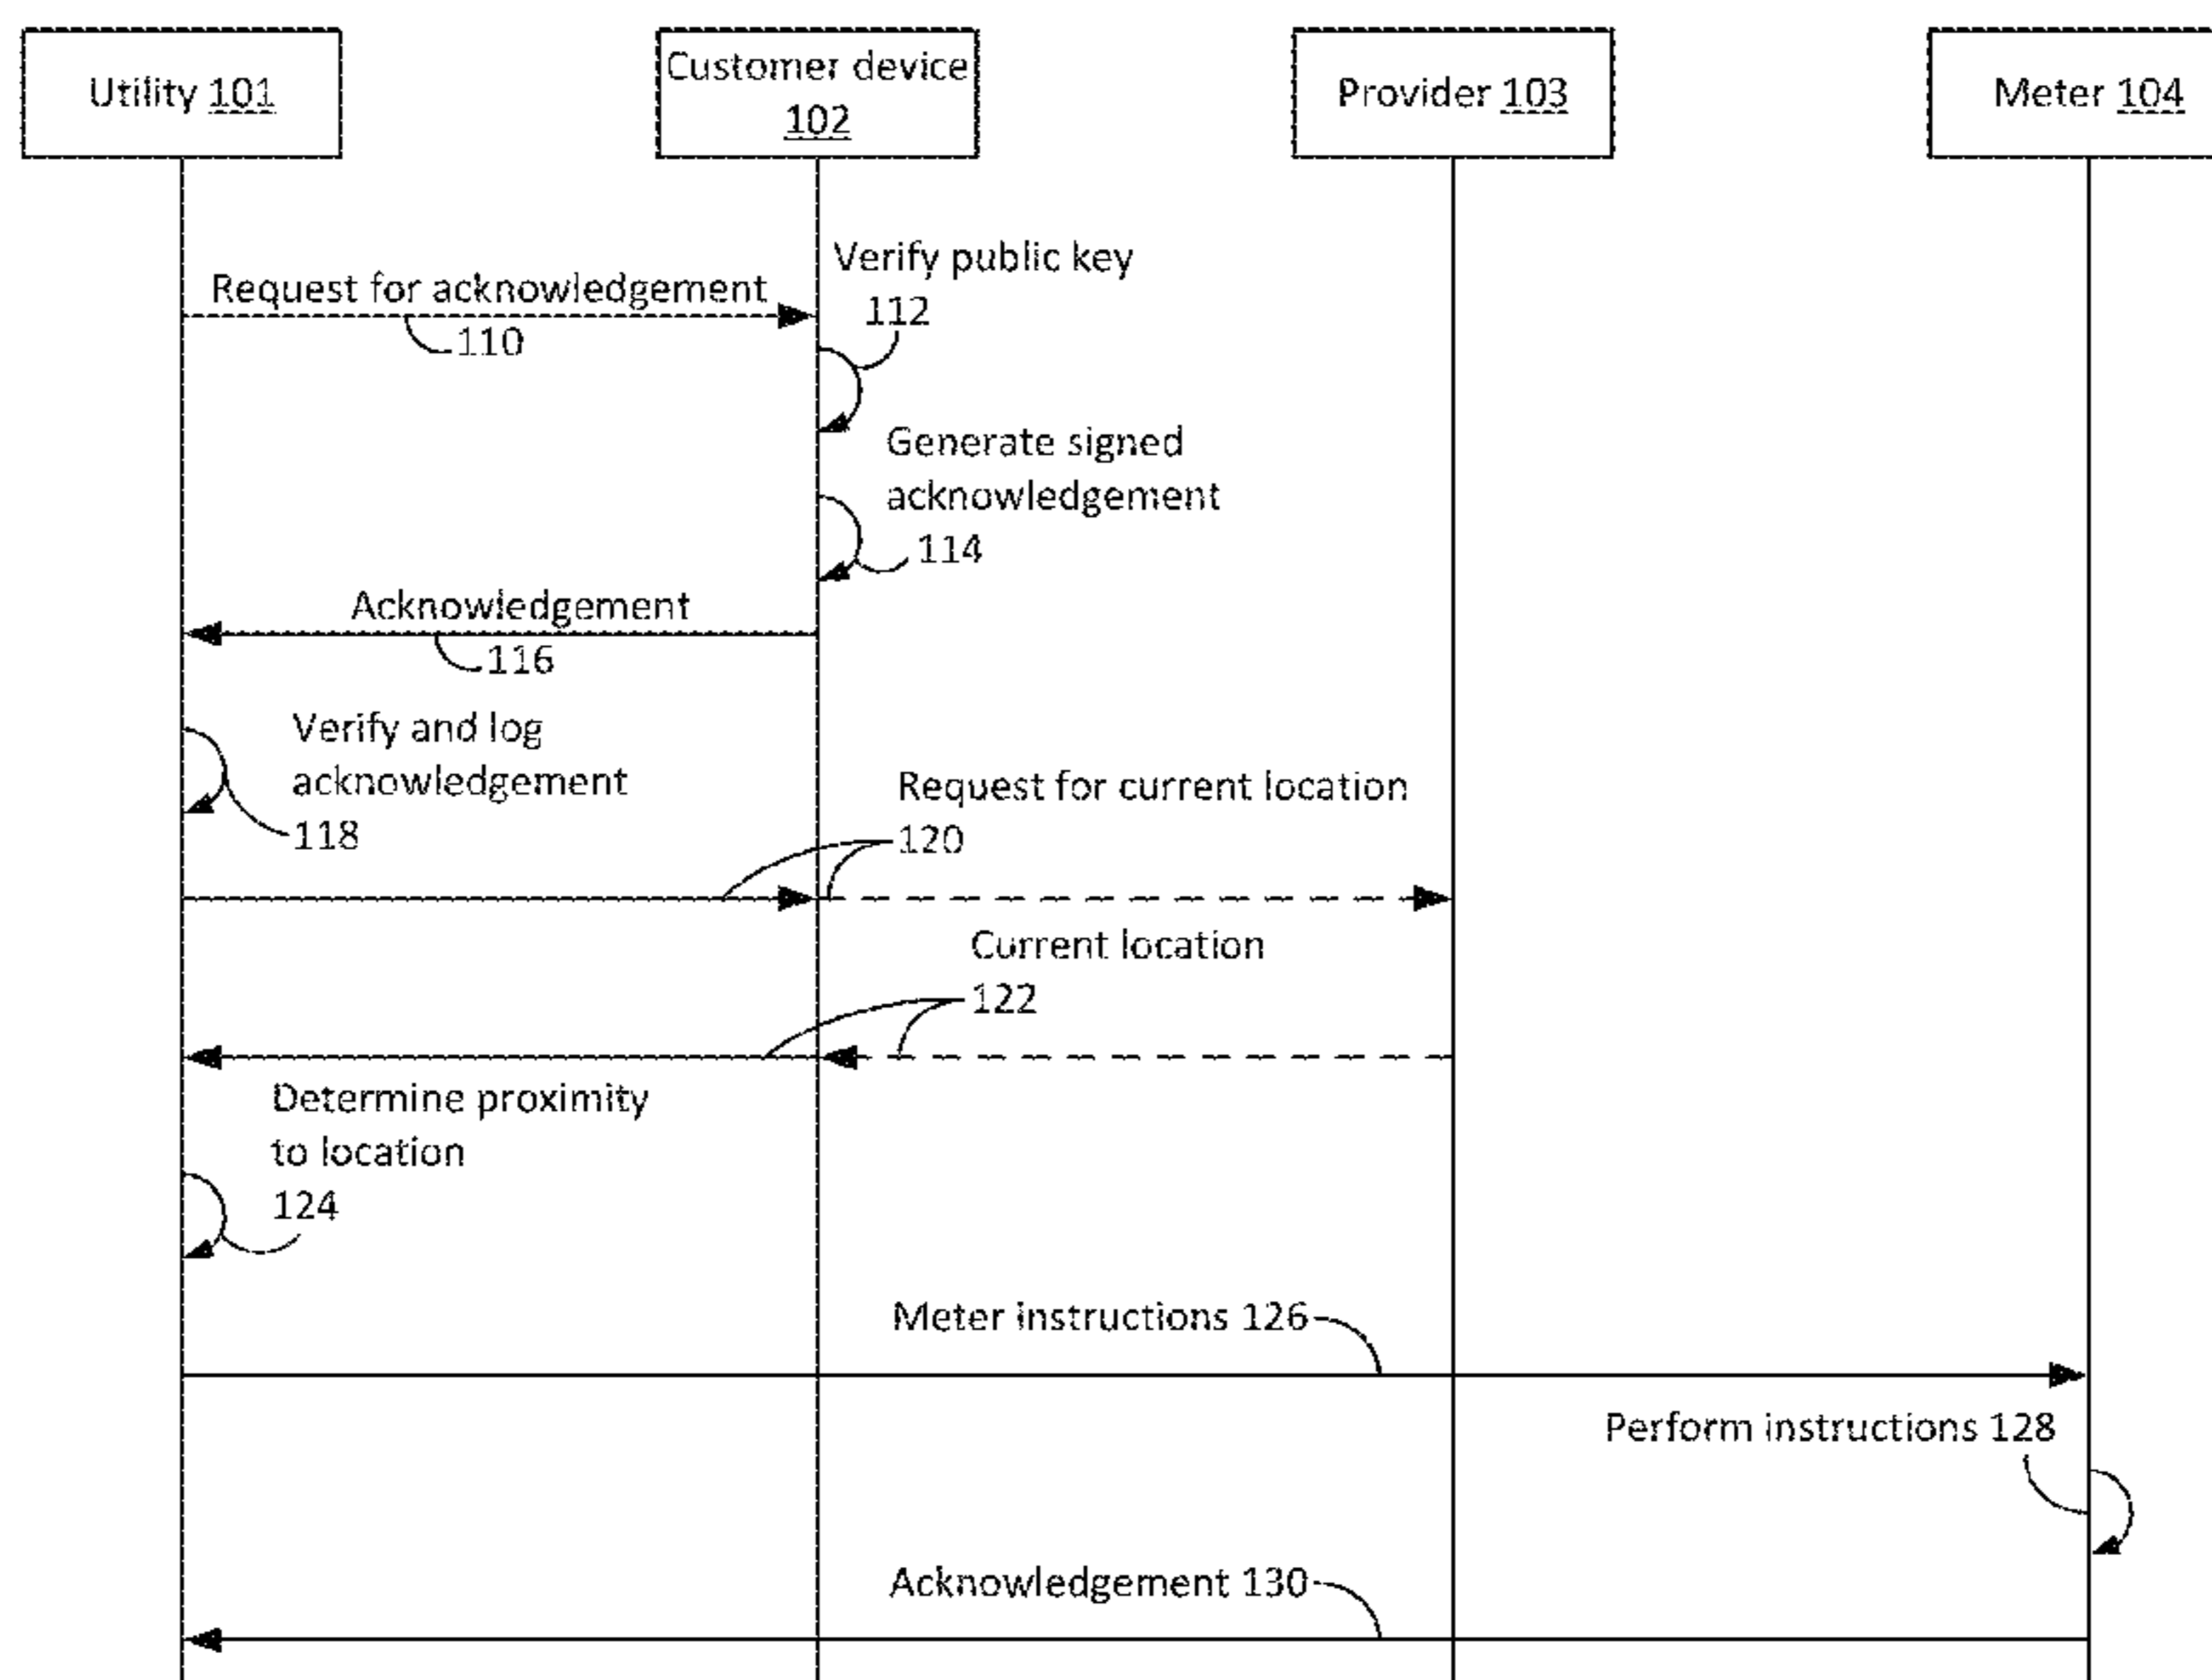 Utility 101
Customer device
102
Provider 103
Meter 104
Verify public key
112
Request for acknowledgement
110
Generate signed
acknowledgement
114
Acknowledgement
116
Verify and log
acknowledgement
118
Request for current location
120
Current location
122
Determine proximity
to location
124
Meter instructions 126
Perform instructions 128
Acknowledgement 130